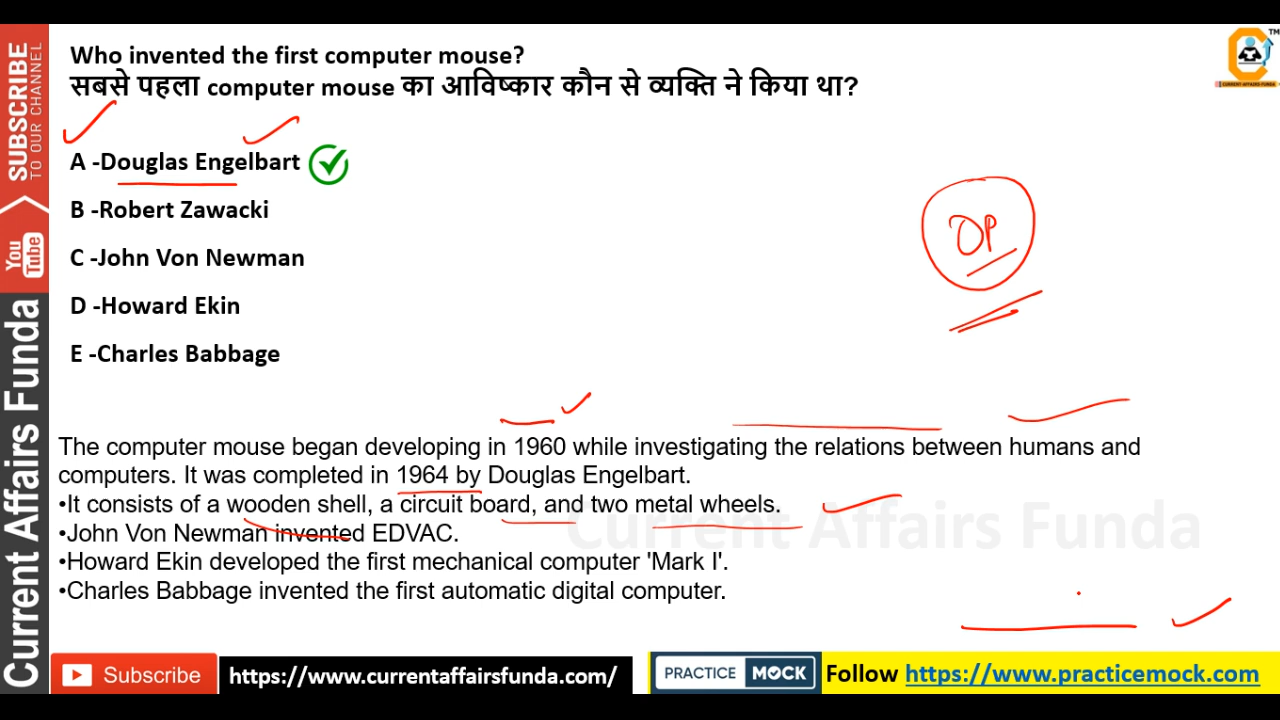 Who invented the first computer mouse?
सबसे पहला computer mouse का आविष्कार कौन से व्यक्ति ने किया था?
A -Douglas Engelbart
B -Robert Zawacki
C -John Von Newman
D -Howard Ekin
E -Charles Babbage
The computer mouse began developing in 1960 while investigating the relations between humans and
computers. It was completed in 1964 by Douglas Engelbart.
•It consists of a wooden shell, a circuit board, and two metal wheels.
•John Von Newman invented EDVAC.
•Howard Ekin developed the first mechanical computer 'Mark I'.
•Charles Babbage invented the first automatic digital computer.
Current Affairs Funda
SUBSCRIBE
TO OUR CHANNEL
You
Tube
Current Affairs Funda
TM
CURRENT AFFAIRS FUNDA
Subscribe
https://www.currentaffairsfunda.com/
PRACTICE MOCK
Follow https://www.practicemock.com/